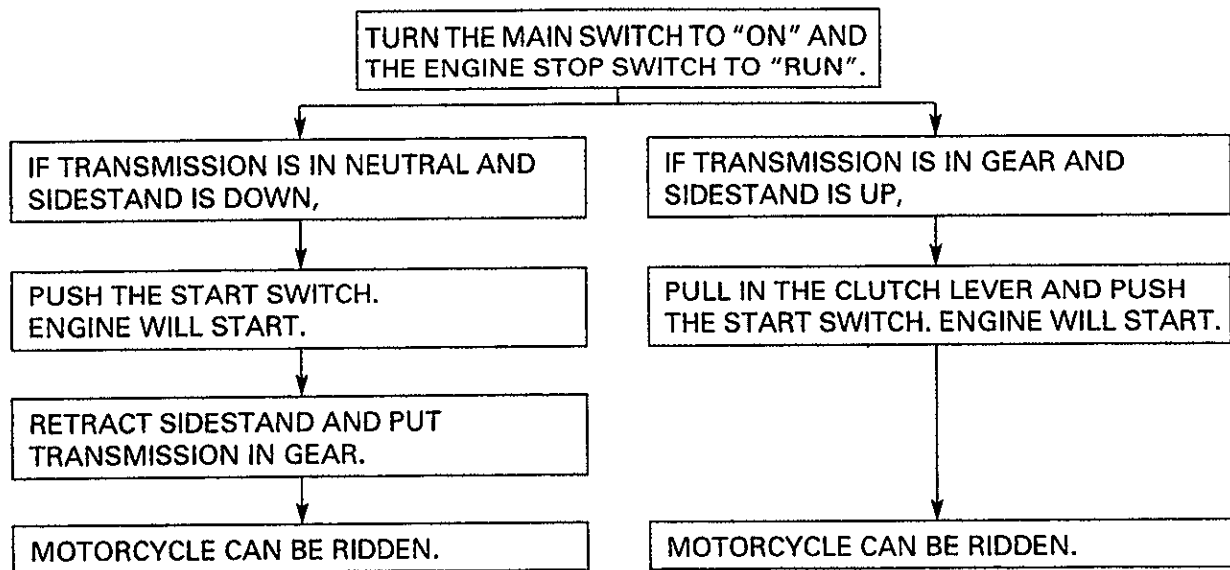 TURN THE MAIN SWITCH TO "ON" AND
THE ENGINE STOP SWITCH TO "RUN".
IF TRANSMISSION IS IN NEUTRAL AND
SIDESTAND IS DOWN,
PUSH THE START SWITCH.
ENGINE WILL START.
RETRACT SIDESTAND AND PUT
TRANSMISSION IN GEAR.
MOTORCYCLE CAN BE RIDDEN.
IF TRANSMISSION IS IN GEAR AND
SIDESTAND IS UP,
PULL IN THE CLUTCH LEVER AND PUSH
THE START SWITCH. ENGINE WILL START.
MOTORCYCLE CAN BE RIDDEN.